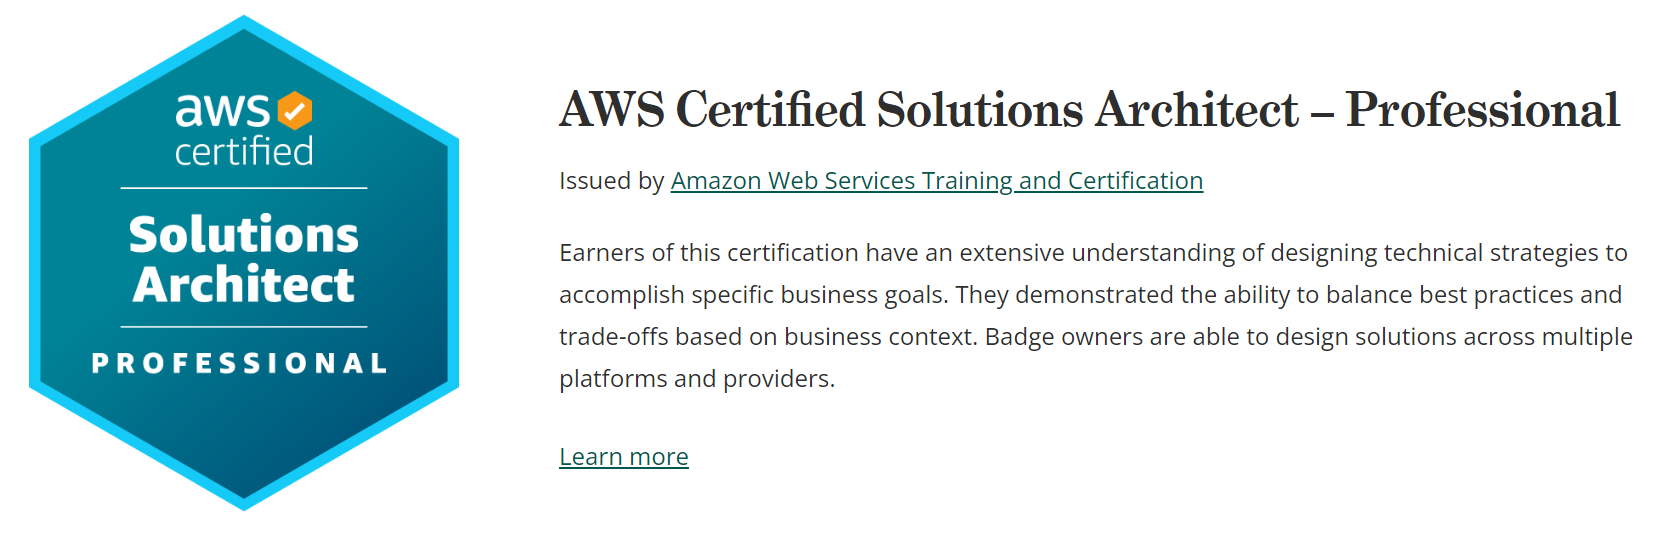 aws
certified
Solutions
Architect
PROFESSIONAL
AWS Certified Solutions Architect – Professional
Issued by Amazon Web Services Training and Certification
Earners of this certification have an extensive understanding of designing technical strategies to
accomplish specific business goals. They demonstrated the ability to balance best practices and
trade-offs based on business context. Badge owners are able to design solutions across multiple
platforms and providers.
Learn more